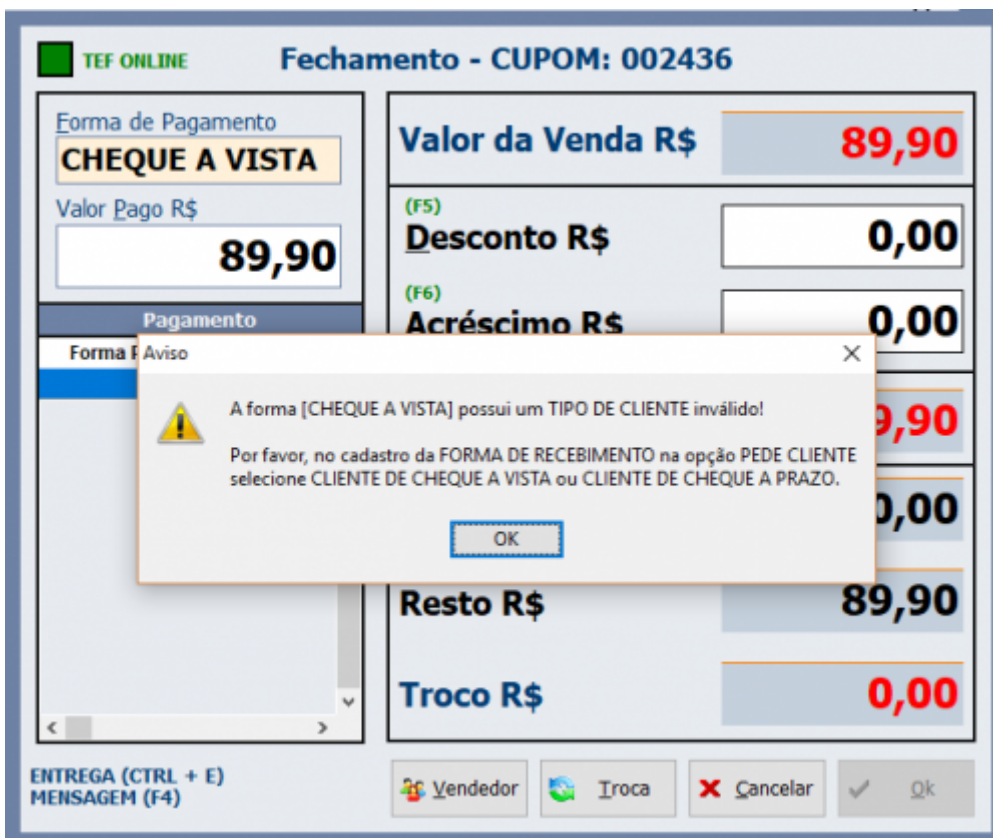 TEF ONLINE
Fechamento - CUPOM: 002436
Forma de Pagamento
CHEQUE A VISTA
Valor Pago R$
89,90
Pagamento
Forma
Valor da Venda R$ 89,90
(F5)
Desconto R$ 0,00
(F6)
Acréscimo R$ 0,00
9,90
0,00
Aviso
A forma [CHEQUE A VISTA] possui um TIPO DE CLIENTE inválido!
Por favor, no cadastro da FORMA DE RECEBIMENTO na opção PEDE CLIENTE
selecione CLIENTE DE CHEQUE A VISTA ou CLIENTE DE CHEQUE A PRAZO.
OK
Resto R$ 89,90
Troco R$ 0,00
ENTREGA (CTRL + E)
MENSAGEM (F4)
Vendedor
Troca
Cancelar
Ok